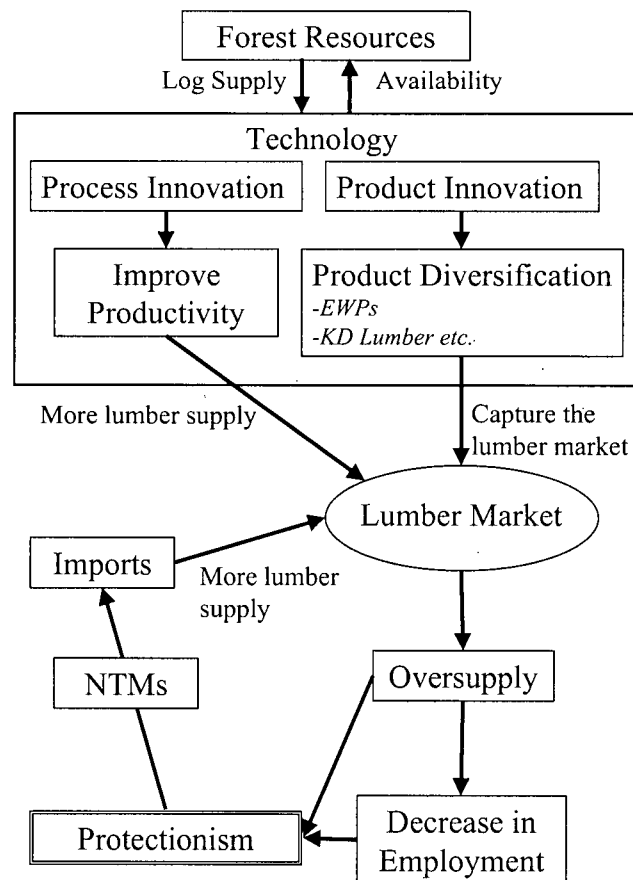 Forest Resources
Log Supply
Availability
Technology
Process Innovation
Product Innovation
Improve
Productivity
Product Diversification
-EWPs
-KD Lumber etc.
More lumber supply
Capture the
lumber market
Lumber Market
Imports
More lumber
supply
NTMs
Oversupply
Protectionism
Decrease in
Employment